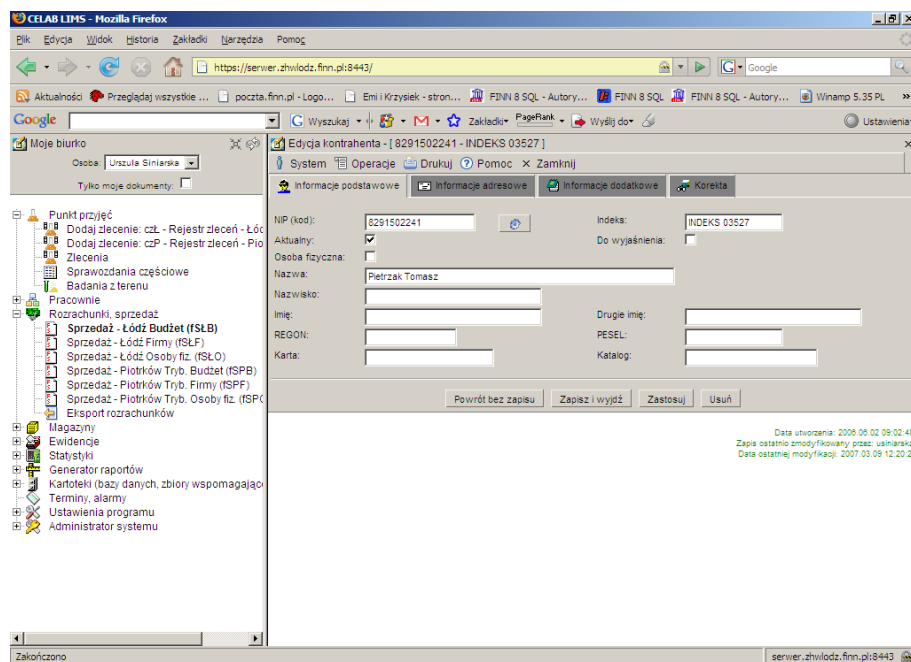 CELAB LIMS - Mozilla Firefox
Plik Edycja Widok Historia Zakładki Narzędzia Pomoc
https://serwer.zhwlodz.finn.pl:8443/ G Google
Aktualności Przeglądaj wszystkie ... poczta.finn.pl - Logo... Emi i Krzysiek - stron... FINN 8 SQL - Autory... FINN 8 SQL FINN 8 SQL - Autory... Winamp 5.35 PL »
Google G Wyszukaj Zakładki PageRank Wyślij do Ustawienia
Moje biurko
Osoba: Urszula Siniarska
Tylko moje dokumenty:
Punkt przyjęć
Dodaj zlecenie: czŁ - Rejestr zleceń - Łóc
Dodaj zlecenie: czP - Rejestr zleceń - Pio
Zlecenia
Sprawozdania częściowe
Badania z terenu
Pracownie
Rozrachunki, sprzedaż
Sprzedaż - Łódź Budżet (fSŁB)
Sprzedaż - Łódź Firmy (fSŁF)
Sprzedaż - Łódź Osoby fiz. (fSŁO)
Sprzedaż - Piotrków Tryb. Budżet (fSPB)
Sprzedaż - Piotrków Tryb. Firmy (fSPF)
Sprzedaż - Piotrków Tryb. Osoby fiz. (fSPO
Eksport rozrachunków
Magazyny
Ewidencje
Statystyki
Generator raportów
Kartoteki (bazy danych, zbiory wspomagające
Terminy, alarmy
Ustawienia programu
Administrator systemu
Edycja kontrahenta - [ 8291502241 - INDEKS 03527 ]
System Operacje Drukuj Pomoc Zamknij
Informacje podstawowe Informacje adresowe Informacje dodatkowe Korekta
NIP (kod): 8291502241 Indeks: INDEKS 03527
Aktualny: Do wyjaśnienia:
Osoba fizyczna:
Nazwa: Pietrzak Tomasz
Nazwisko:
Imię: Drugie imię:
REGON: PESEL:
Karta: Katalog:
Powrót bez zapisu Zapisz i wyjdź Zastosuj Usuń
Data utworzenia: 2006.06.02 09:02:48
Zapis ostatnio zmodyfikowany przez: usiniarska
Data ostatniej modyfikacji: 2007.03.09 12:20:2
Zakończono serwer.zhwlodz.finn.pl:8443